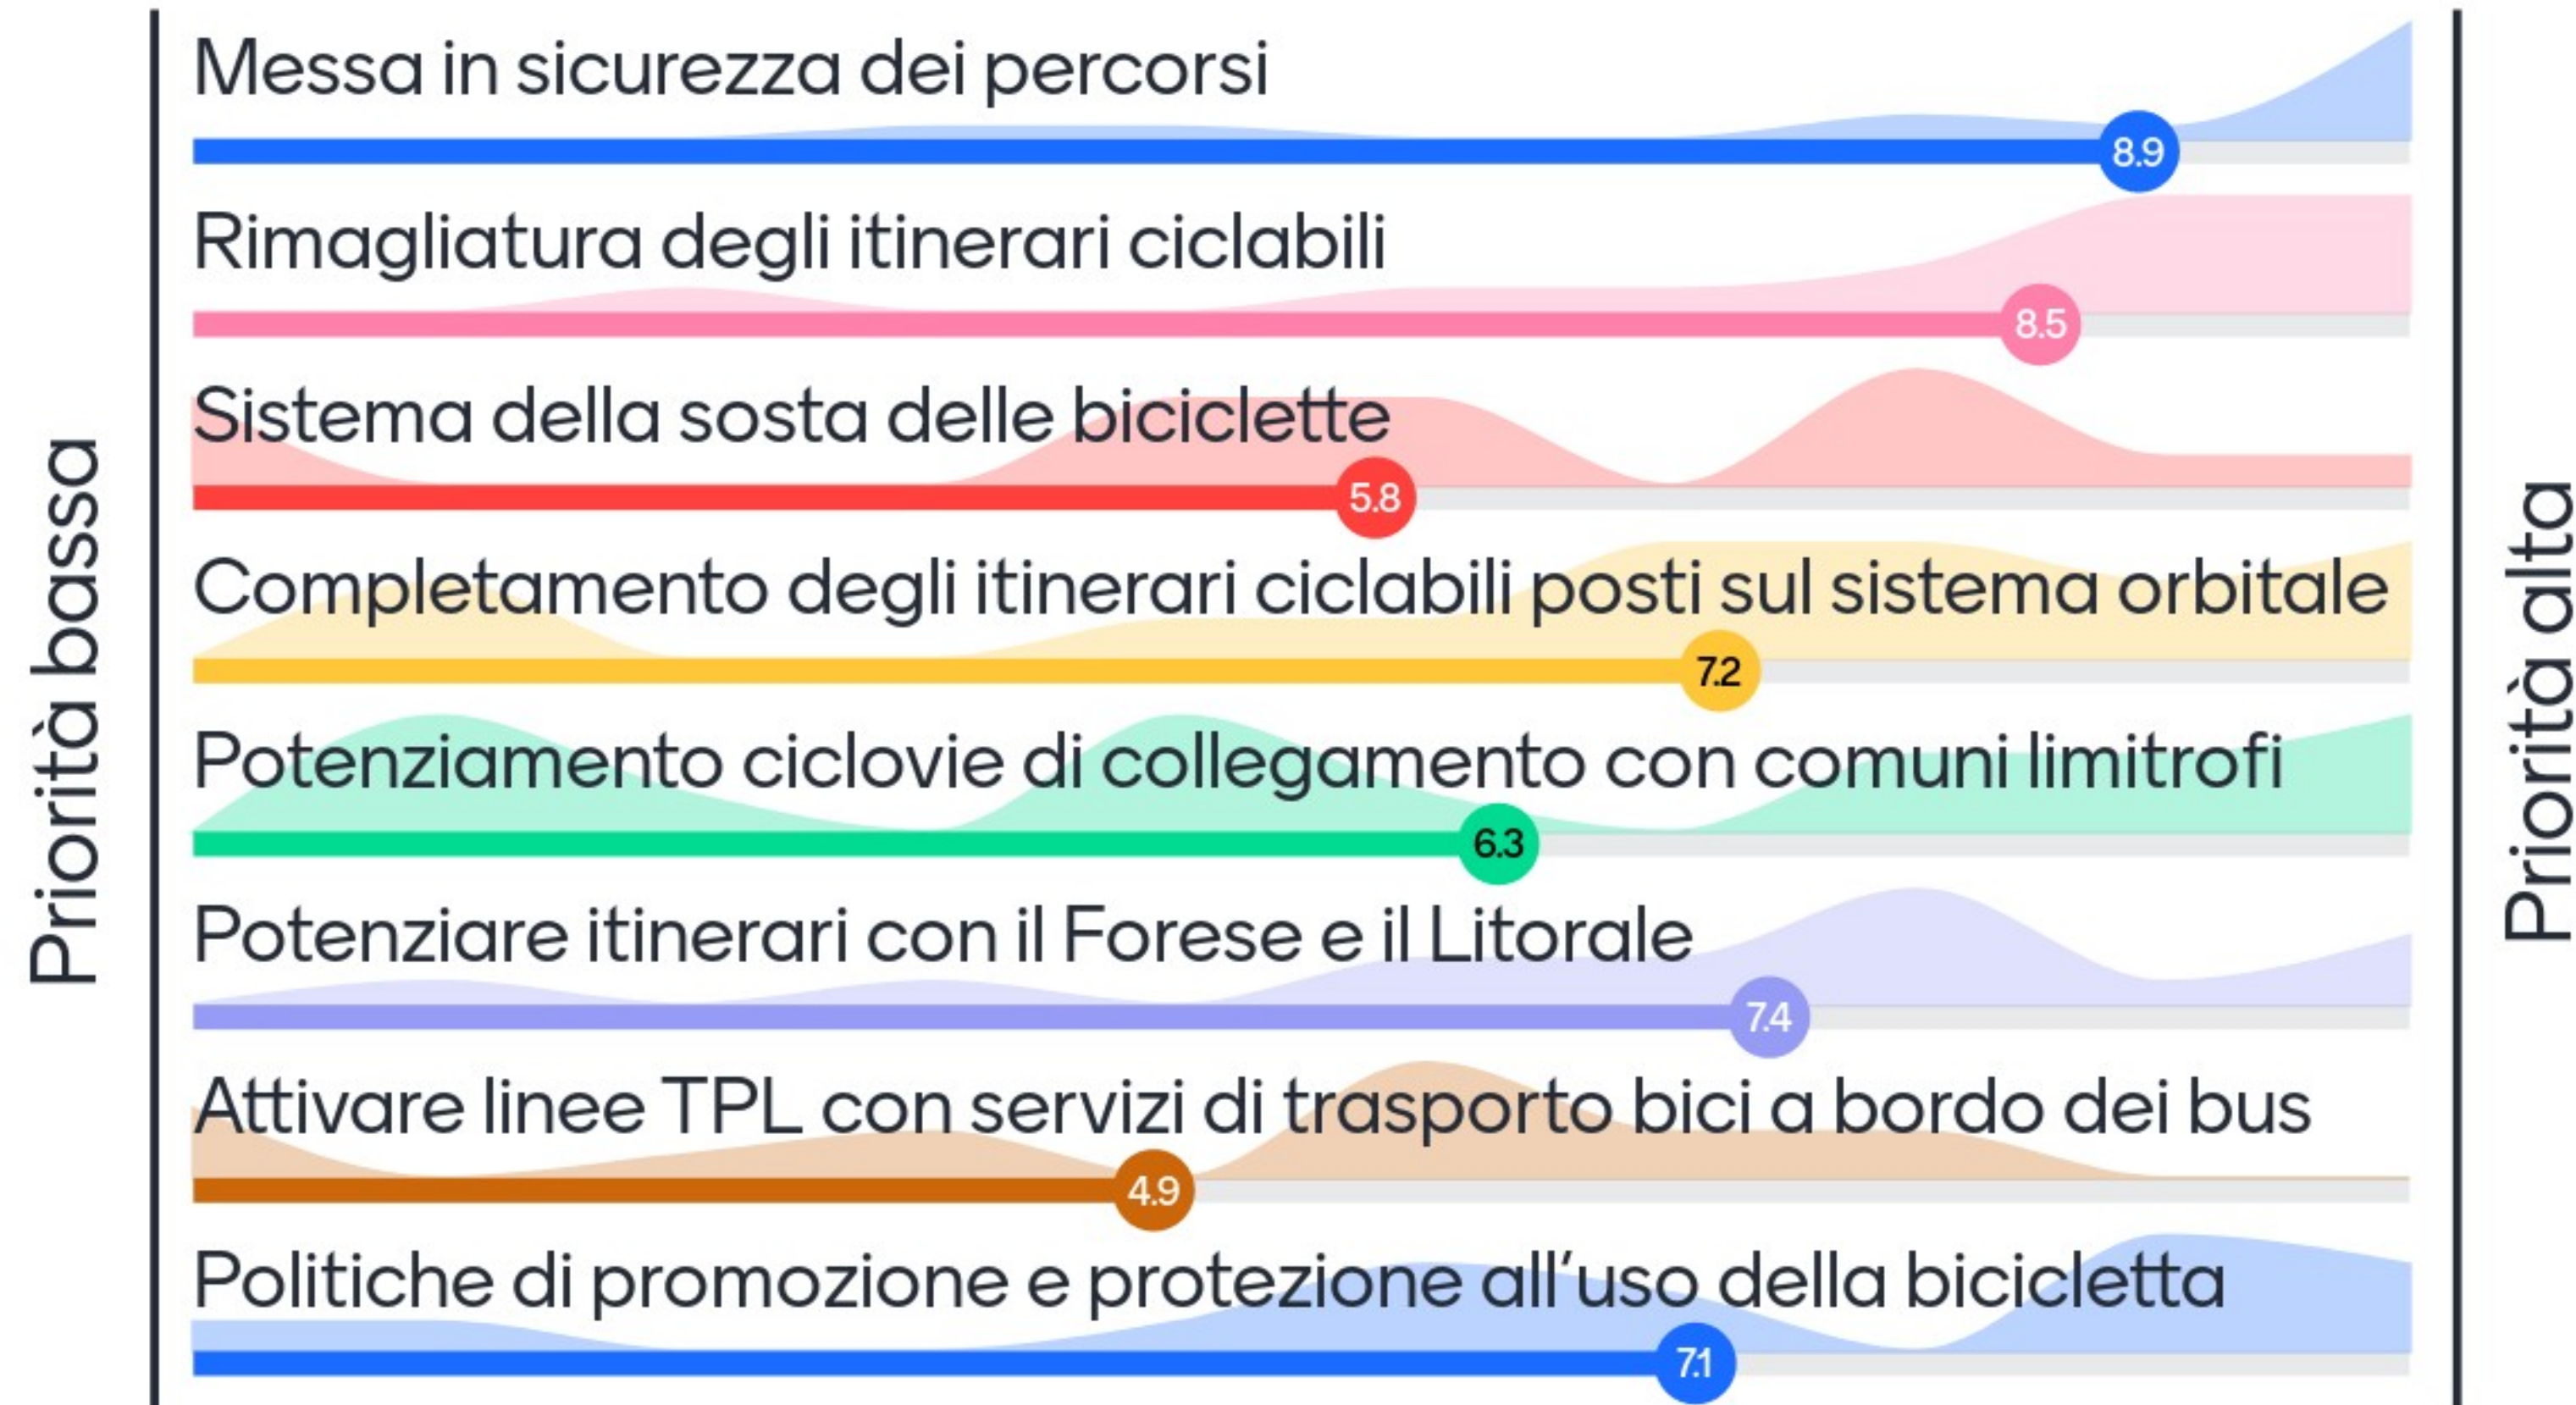 Priorità bassa
Messa in sicurezza dei percorsi
8.9
Rimagliatura degli itinerari ciclabili
8.5
Sistema della sosta delle biciclette
5.8
Completamento degli itinerari ciclabili posti sul sistema orbitale
7.2
Potenziamento ciclovie di collegamento con comuni limitrofi
6.3
Potenziare itinerari con il Forese e il Litorale
7.4
Attivare linee TPL con servizi di trasporto bici a bordo dei bus
4.9
Politiche di promozione e protezione all’uso della bicicletta
7.1
Priorità alta